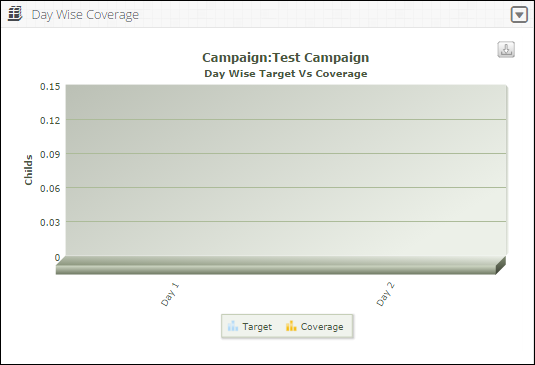 Day Wise Coverage
Campaign:Test Campaign
Day Wise Target Vs Coverage
Childs
0.15
0.12
0.09
0.06
0.03
0
Day 1
Day 2
Target
Coverage